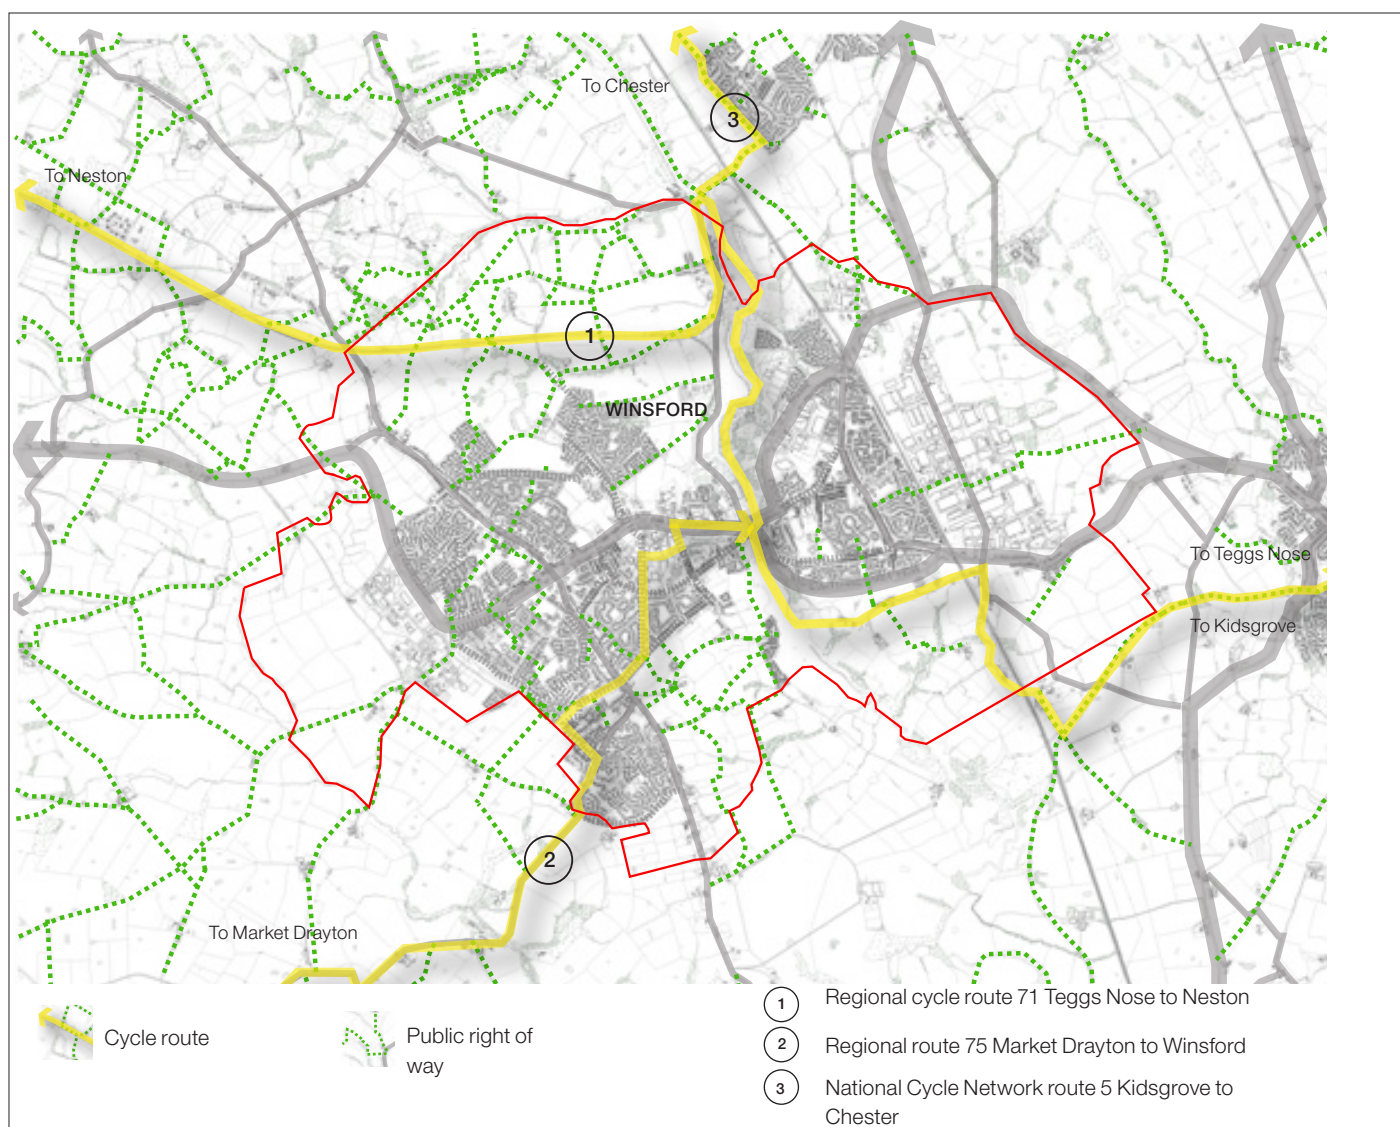 To Chester
3
To Neston
1
WINSFORD
To Teggs Nose
To Kidsgrove
2
To Market Drayton
Cycle route
Public right of
way
1 Regional cycle route 71 Teggs Nose to Neston
2 Regional route 75 Market Drayton to Winsford
3 National Cycle Network route 5 Kidsgrove to
Chester